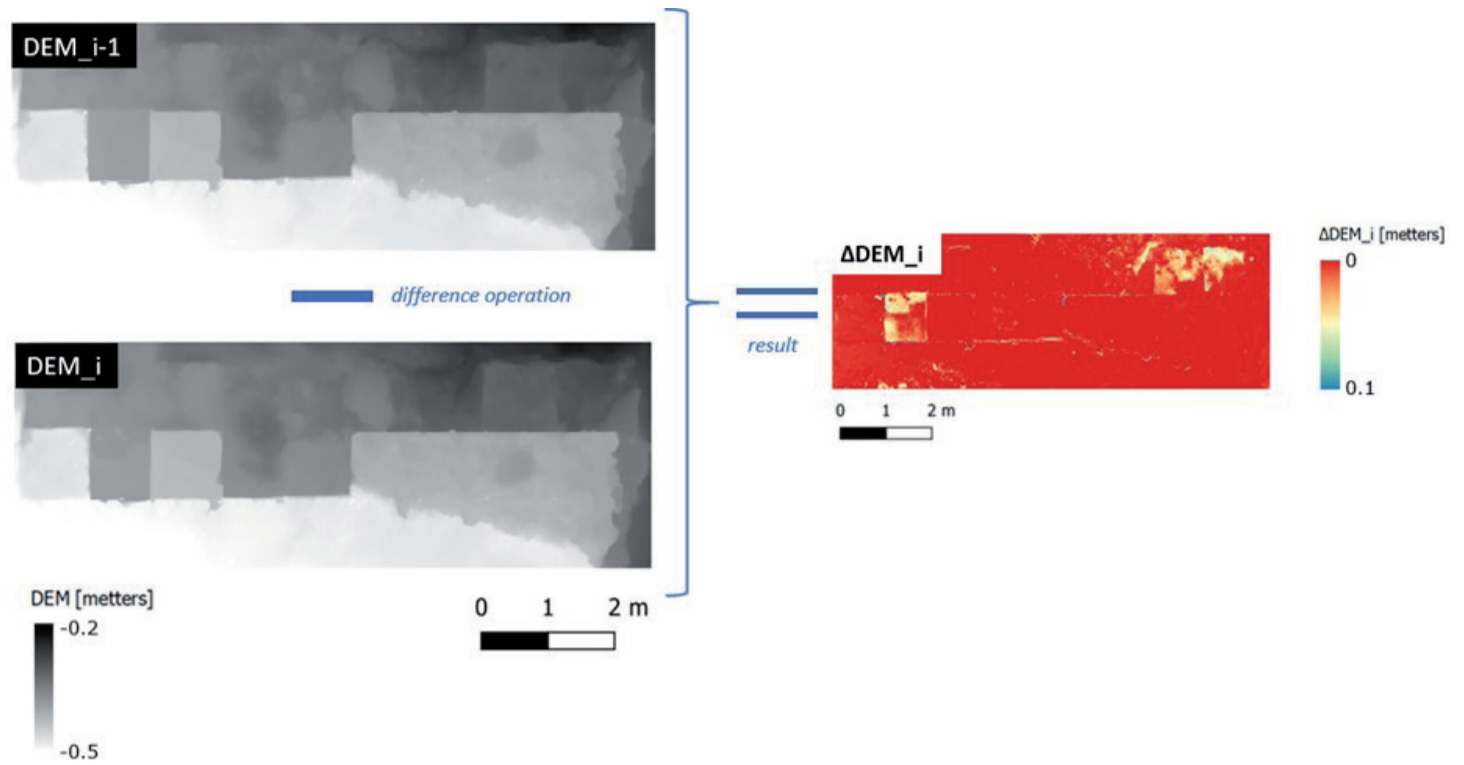 DEM_i-1
difference operation
DEM_i
DEM [metters]
-0.2
-0.5
0 1 2 m
result
ΔDEM_i
0 1 2 m
ΔDEM_i [metters]
0
0.1